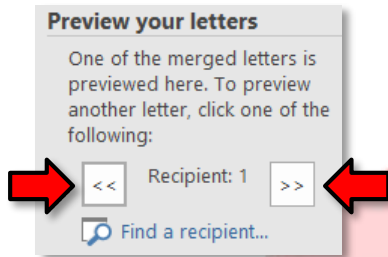 Preview your letters
One of the merged letters is
previewed here. To preview
another letter, click one of the
following:
<< Recipient: 1 >>
Find a recipient...